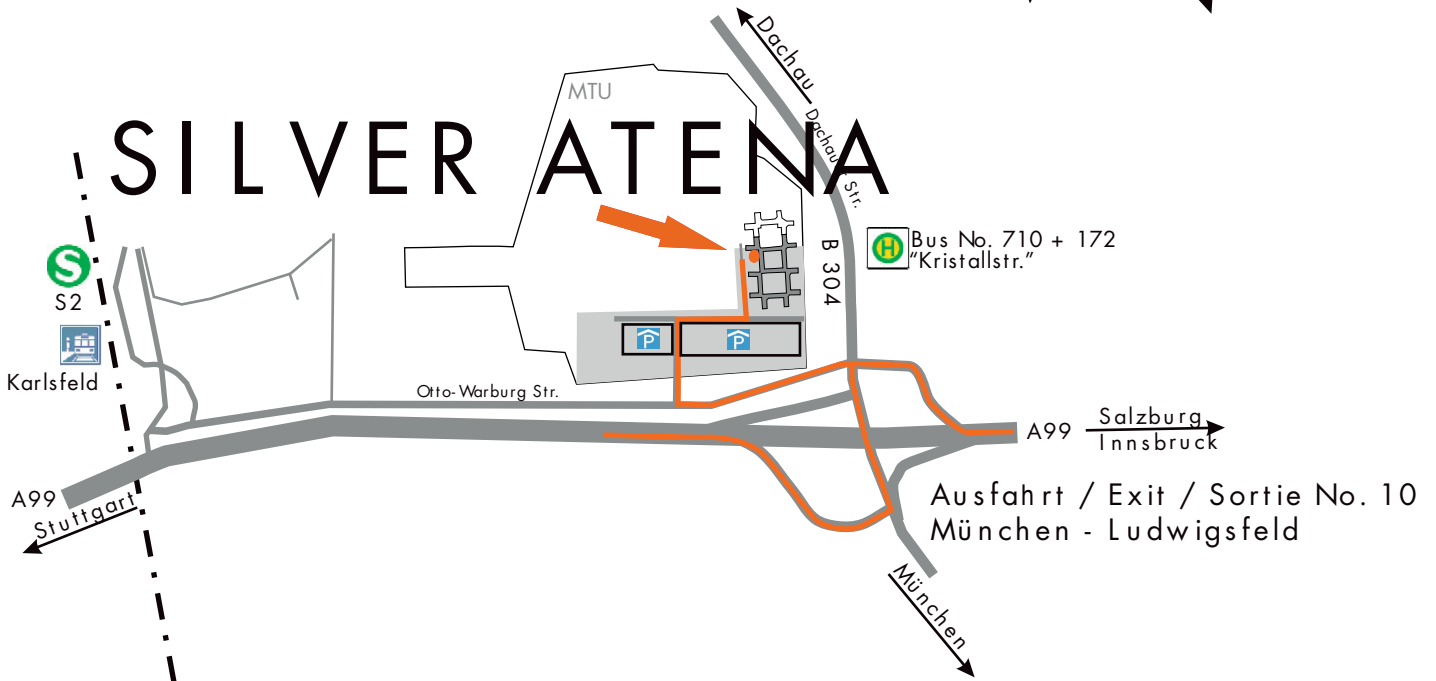 Dachau
MTU
Dachauer Str.
SILVER ATENA
B 304
H
Bus No. 710 + 172
"Kristallstr."
S
S2
Karlsfeld
P
P
Otto-Warburg Str.
A99
Salzburg
Innsbruck
A99
Stuttgart
Ausfahrt / Exit / Sortie No. 10
München - Ludwigsfeld
München